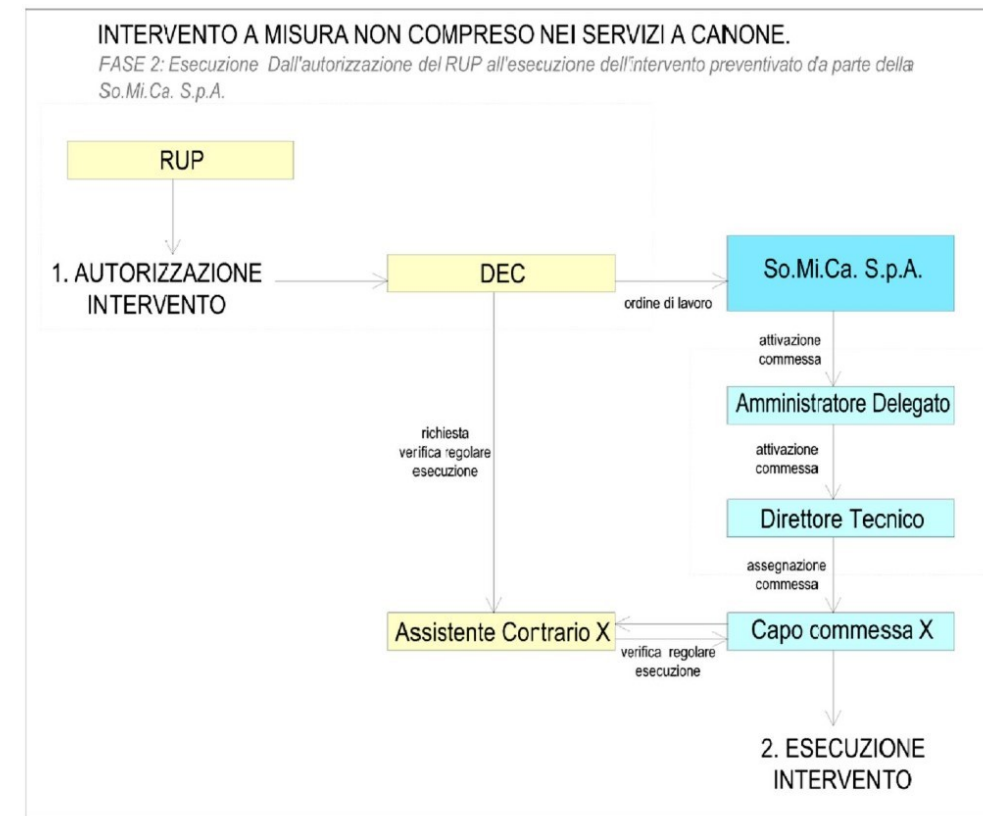 INTERVENTO A MISURA NON COMPRESO NEI SERVIZI A CANONE.
FASE 2: Esecuzione Dall'autorizzazione del RUP all'esecuzione dell'intervento preventivato da parte della
So.Mi.Ca. S.p.A.
RUP
1. AUTORIZZAZIONE
INTERVENTO
DEC
ordine di lavoro
So.Mi.Ca. S.p.A.
attivazione
commessa
Amministratore Delegato
richiesta
verifica regolare
esecuzione
attivazione
commessa
Direttore Tecnico
assegnazione
commessa
Assistente Cortrario X
verifica regolare
esecuzione
Capo commessa X
2. ESECUZIONE
INTERVENTO